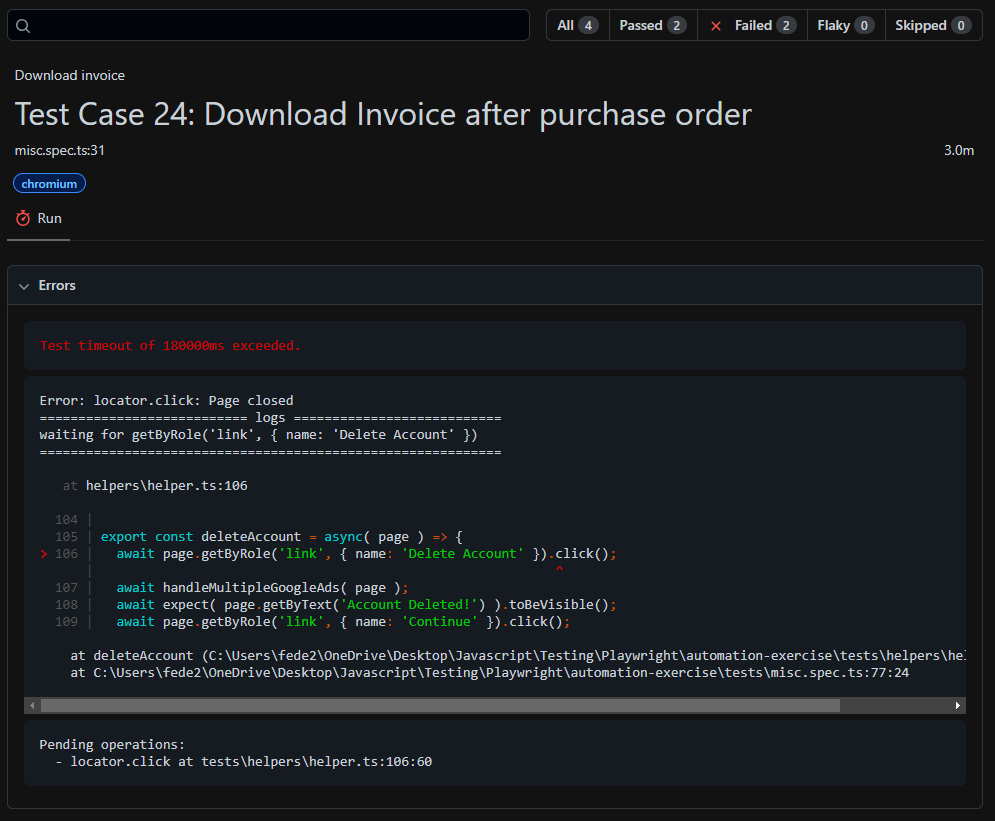 All 4 Passed 2 Failed 2 Flaky 0 Skipped 0
Download invoice
Test Case 24: Download Invoice after purchase order
misc.spec.ts:31 3.0m
chromium
Run
Errors
Test timeout of 180000ms exceeded.
Error: locator.click: Page closed
=========================== logs ===========================
waiting for getByRole('link', { name: 'Delete Account' })
============================================================
at helpers\helper.ts:106
104 |
105 | export const deleteAccount = async( page ) => {
> 106 | await page.getByRole('link', { name: 'Delete Account' }).click();
| ^
107 | await handleMultipleGoogleAds( page );
108 | await expect( page.getByText('Account Deleted!') ).toBeVisible();
109 | await page.getByRole('link', { name: 'Continue' }).click();
at deleteAccount (C:\Users\fede2\OneDrive\Desktop\Javascript\Testing\Playwright\automation-exercise\tests\helpers\hel
at C:\Users\fede2\OneDrive\Desktop\Javascript\Testing\Playwright\automation-exercise\tests\misc.spec.ts:77:24
Pending operations:
- locator.click at tests\helpers\helper.ts:106:60